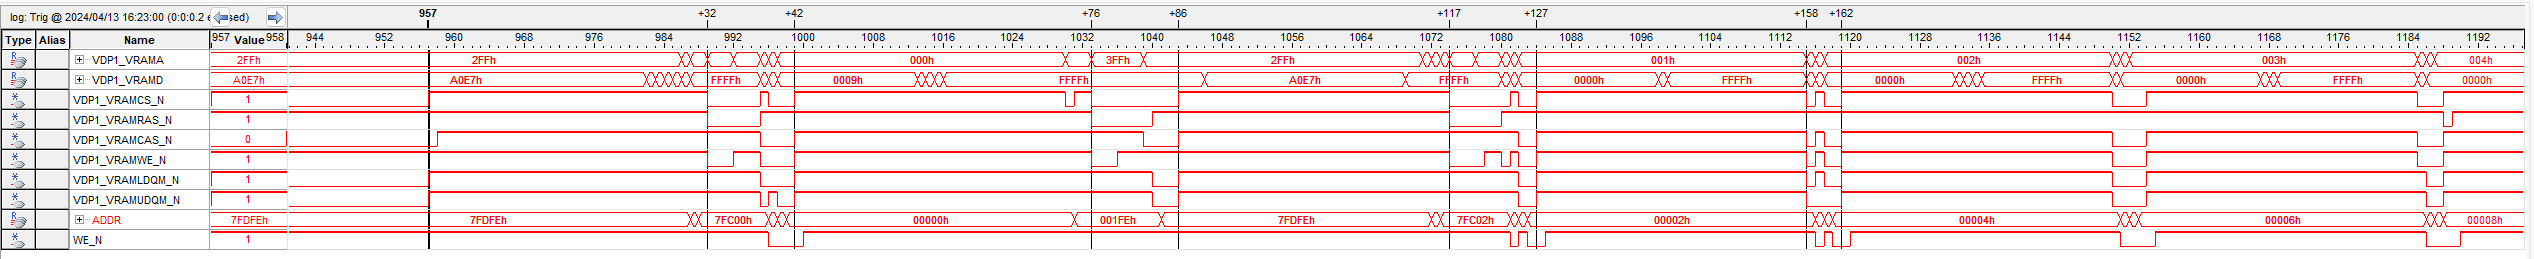 log: Trig @ 2024/04/13 16:23:00 (0:0:0.2 e sed) 957 +32 +42 +76 +86 +117 +127 +158 +162
Type Alias Name 957 Value 958 944 952 960 968 976 984 992 1000 1008 1016 1024 1032 1040 1048 1056 1064 1072 1080 1088 1096 1104 1112 1120 1128 1136 1144 1152 1160 1168 1176 1184 1192
VDP1_VRAMA 2FFh 2FFh 000h 3FFh 2FFh 001h 002h 003h 004h
VDP1_VRAMD A0E7h A0E7h FFFFh 0009h FFFFh A0E7h FFFFh 0000h FFFFh 0000h FFFFh 0000h FFFFh 0000h
VDP1_VRAMCS_N 1
VDP1_VRAMRAS_N 1
VDP1_VRAMCAS_N 0
VDP1_VRAMWE_N 1
VDP1_VRAMLDQM_N 1
VDP1_VRAMUDQM_N 1
ADDR 7FDFEh 7FDFEh 7FC00h 00000h 001FEh 7FDFEh 7FC02h 00002h 00004h 00006h 00008h
WE_N 1